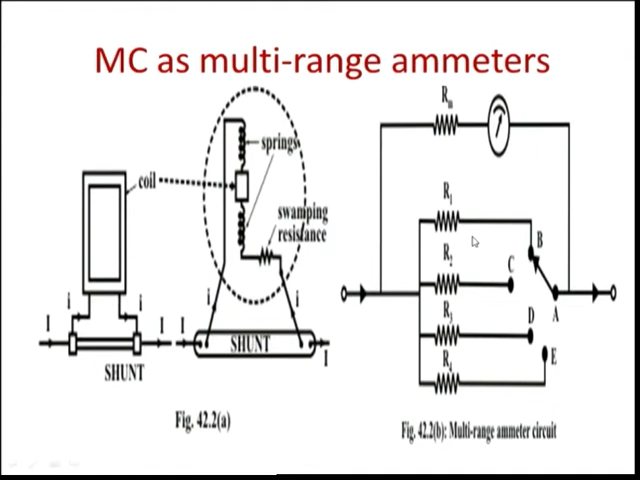 MC as multi-range ammeters
coil
I
i
i
I
SHUNT
springs
swamping
resistance
I
i
i
SHUNT
I
Fig. 42.2(a)
Rm
R1
B
R2
C
A
R3
D
R4
E
Fig. 42.2(b): Multi-range ammeter circuit